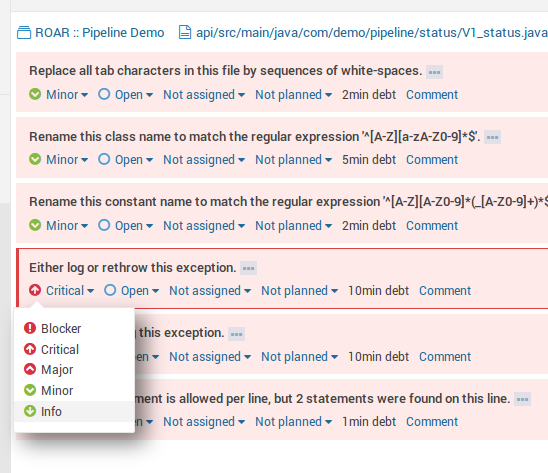 ROAR :: Pipeline Demo api/src/main/java/com/demo/pipeline/status/V1_status.java
Replace all tab characters in this file by sequences of white-spaces.
Minor Open Not assigned Not planned 2min debt Comment
Rename this class name to match the regular expression '^[A-Z][a-zA-Z0-9]*$'.
Minor Open Not assigned Not planned 5min debt Comment
Rename this constant name to match the regular expression '^[A-Z][A-Z0-9]*(_[A-Z0-9]+)*$
Minor Open Not assigned Not planned 2min debt Comment
Either log or rethrow this exception.
Critical Open Not assigned Not planned 10min debt Comment
Blocker
g this exception.
Critical
en Not assigned Not planned 10min debt Comment
Major
Minor
ment is allowed per line, but 2 statements were found on this line.
Info
en Not assigned Not planned 1min debt Comment